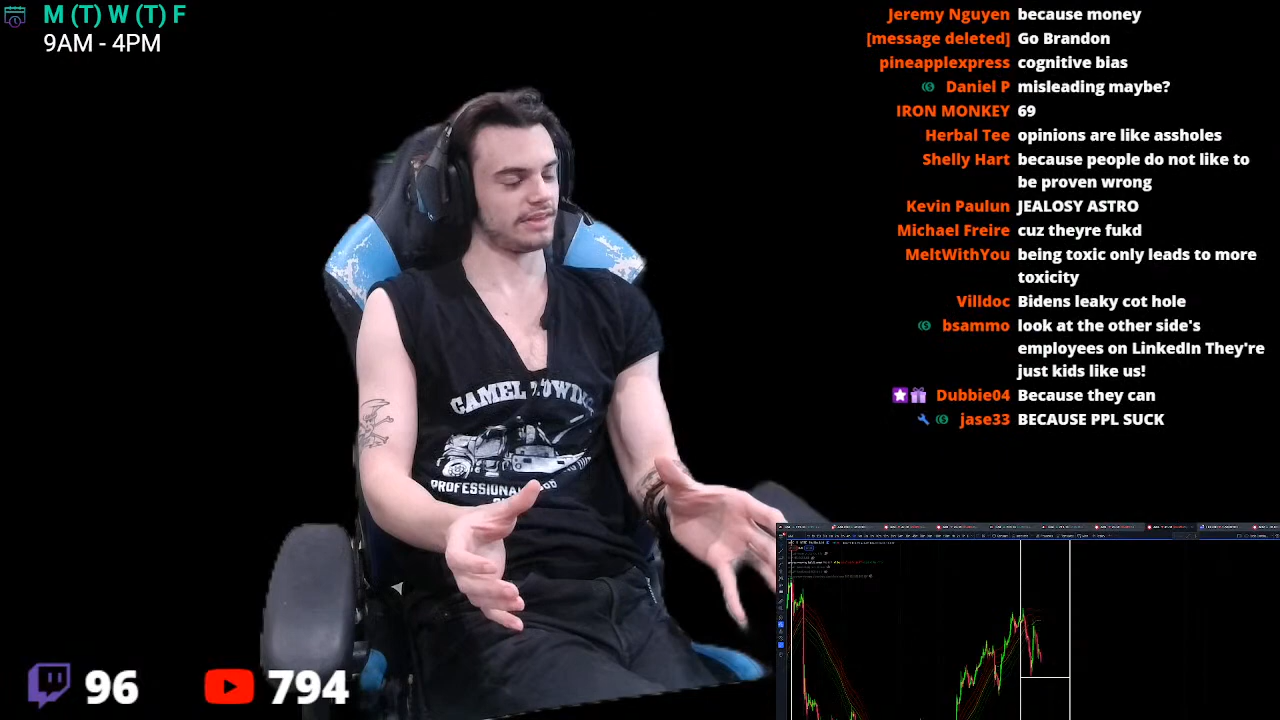 M (T) W (T) F
9AM - 4PM
Jeremy Nguyen because money
[message deleted] Go Brandon
pineapplexpress cognitive bias
Daniel P misleading maybe?
IRON MONKEY 69
Herbal Tee opinions are like assholes
Shelly Hart because people do not like to
be proven wrong
Kevin Paulun JEALOSY ASTRO
Michael Freire cuz theyre fukd
MeltWithYou being toxic only leads to more
toxicity
Villdoc Bidens leaky cot hole
bsammo look at the other side's
employees on LinkedIn They're
just kids like us!
Dubbie04 Because they can
jase33 BECAUSE PPL SUCK
CAMEL TOWING
PROFESSIONAL
96 794